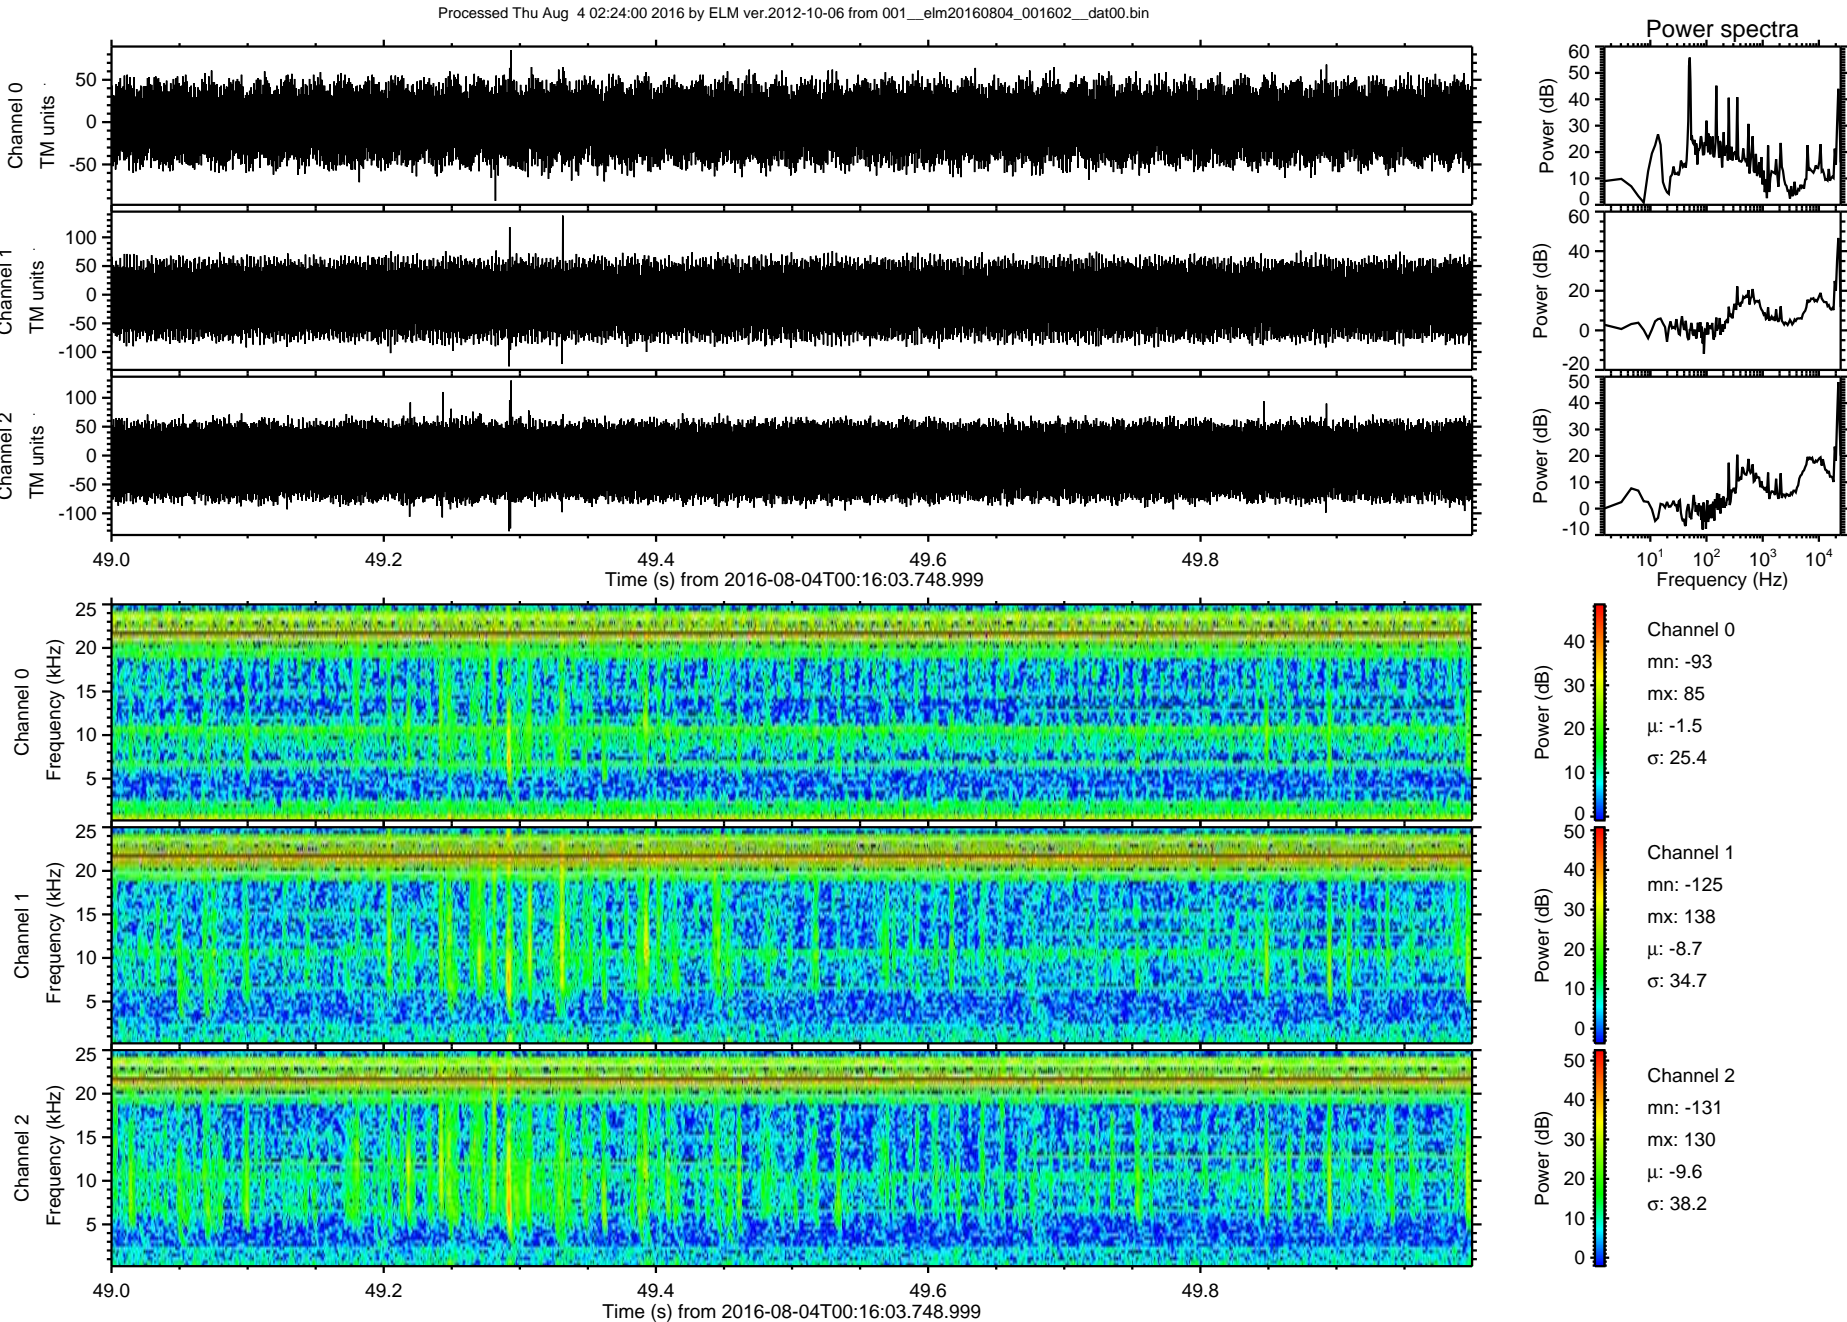 Processed Thu Aug  4 02:24:00 2016 by ELM ver.2012-10-06 from 001__elm20160804_001602__dat00.bin
Power spectra
Channel 0
TM units
50
0
-50
Power (dB)
60
50
40
30
20
10
0
Channel 1
TM units
100
50
0
-50
-100
Power (dB)
60
40
20
0
-20
Channel 2
TM units
100
50
0
-50
-100
Power (dB)
50
40
30
20
10
0
-10
49.0 49.2 49.4 49.6 49.8
Time (s) from 2016-08-04T00:16:03.748.999
10^1 10^2 10^3 10^4
Frequency (Hz)
Channel 0
Frequency (kHz)
25
20
15
10
5
Power (dB)
40
30
20
10
0
Channel 0
mn: -93
mx: 85
μ: -1.5
σ: 25.4
Channel 1
Frequency (kHz)
25
20
15
10
5
Power (dB)
50
40
30
20
10
0
Channel 1
mn: -125
mx: 138
μ: -8.7
σ: 34.7
Channel 2
Frequency (kHz)
25
20
15
10
5
Power (dB)
50
40
30
20
10
0
Channel 2
mn: -131
mx: 130
μ: -9.6
σ: 38.2
49.0 49.2 49.4 49.6 49.8
Time (s) from 2016-08-04T00:16:03.748.999